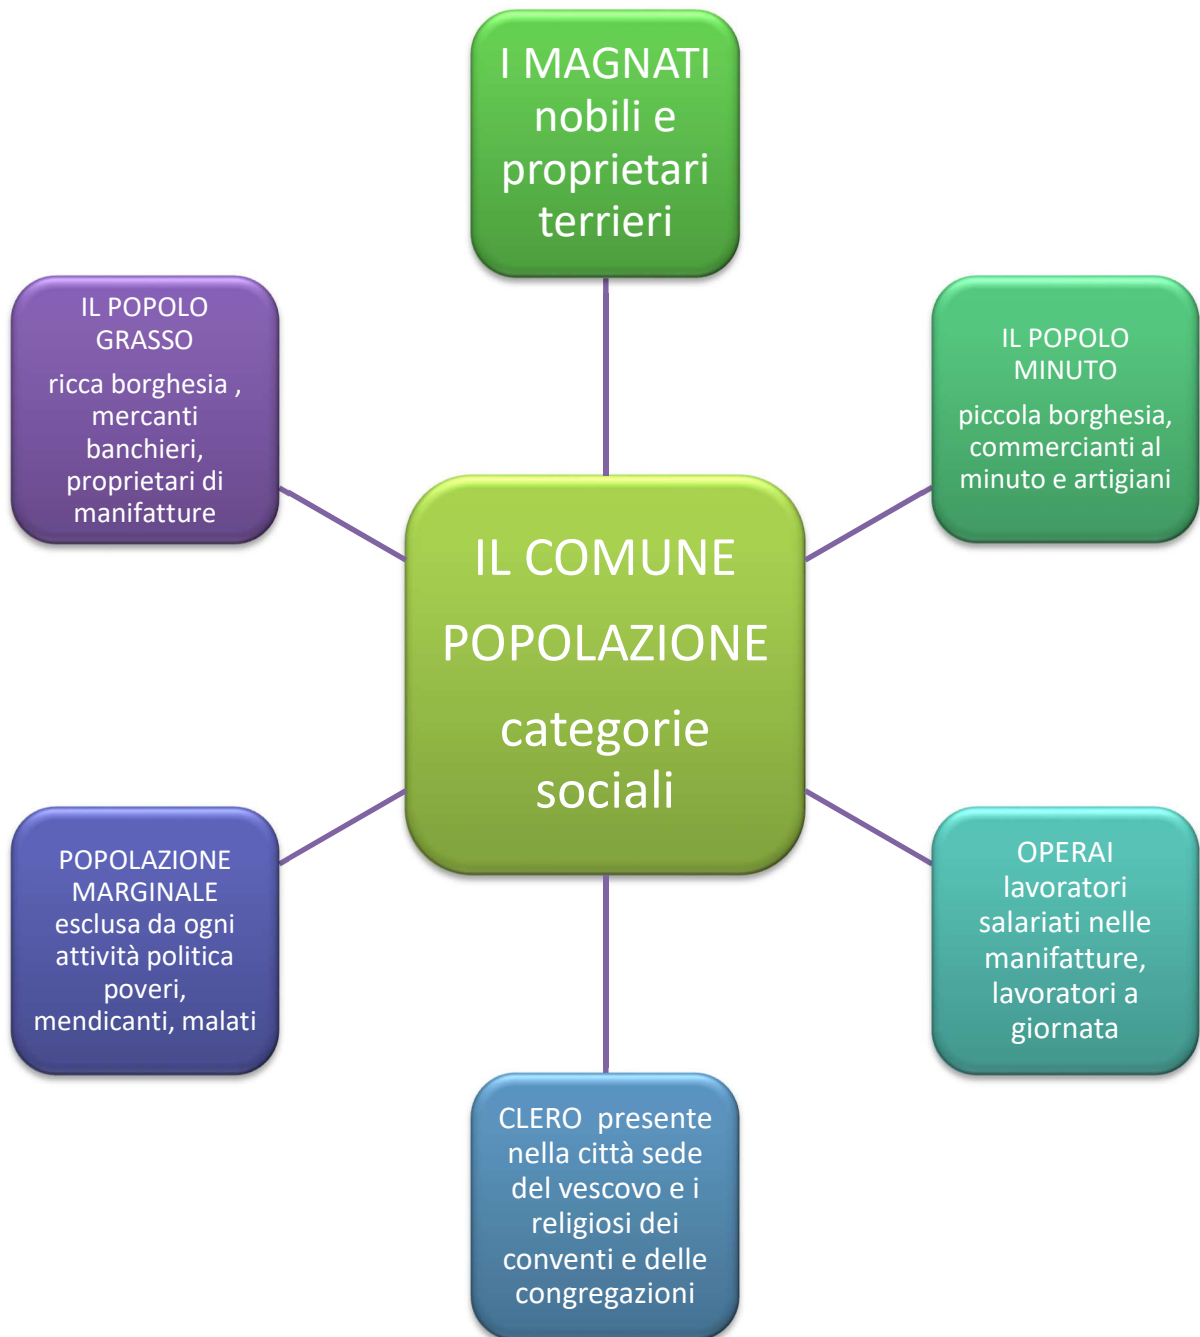 I MAGNATI
nobili e
proprietari
terrieri
IL POPOLO
GRASSO
ricca borghesia ,
mercanti
banchieri,
proprietari di
manifatture
IL POPOLO
MINUTO
piccola borghesia,
commercianti al
minuto e artigiani
IL COMUNE
POPOLAZIONE
categorie
sociali
POPOLAZIONE
MARGINALE
esclusa da ogni
attività politica
poveri,
mendicanti, malati
OPERAI
lavoratori
salariati nelle
manifatture,
lavoratori a
giornata
CLERO  presente
nella città sede
del vescovo e i
religiosi dei
conventi e delle
congregazioni